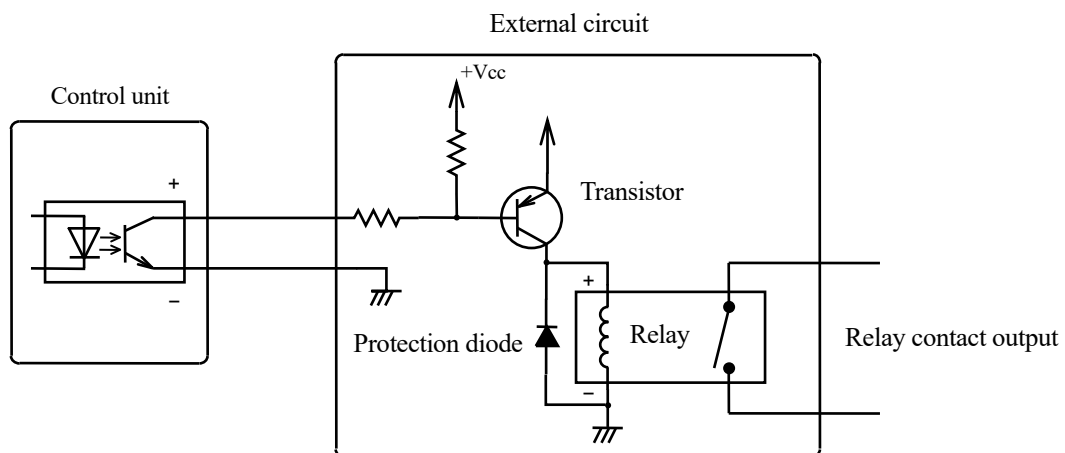 External circuit
+Vcc
Control unit
+
Transistor
+
−
Relay
Protection diode
Relay contact output
−